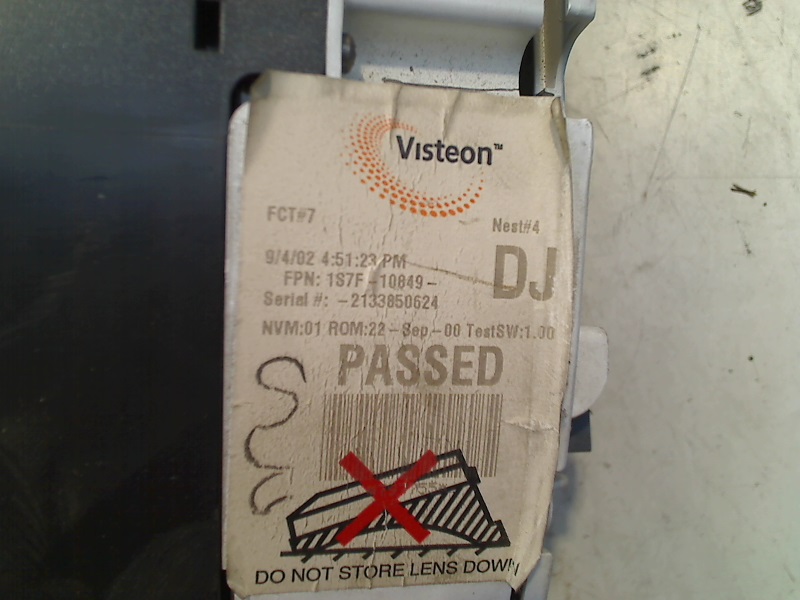 Visteon™
FCT#7
Nest#4
9/4/02 4:51:23 PM
DJ
FPN: 1S7F-10849-
Serial #: -2133850624
NVM:01 ROM:22-Sep-00 TestSW:1.00
PASSED
DO NOT STORE LENS DOWN